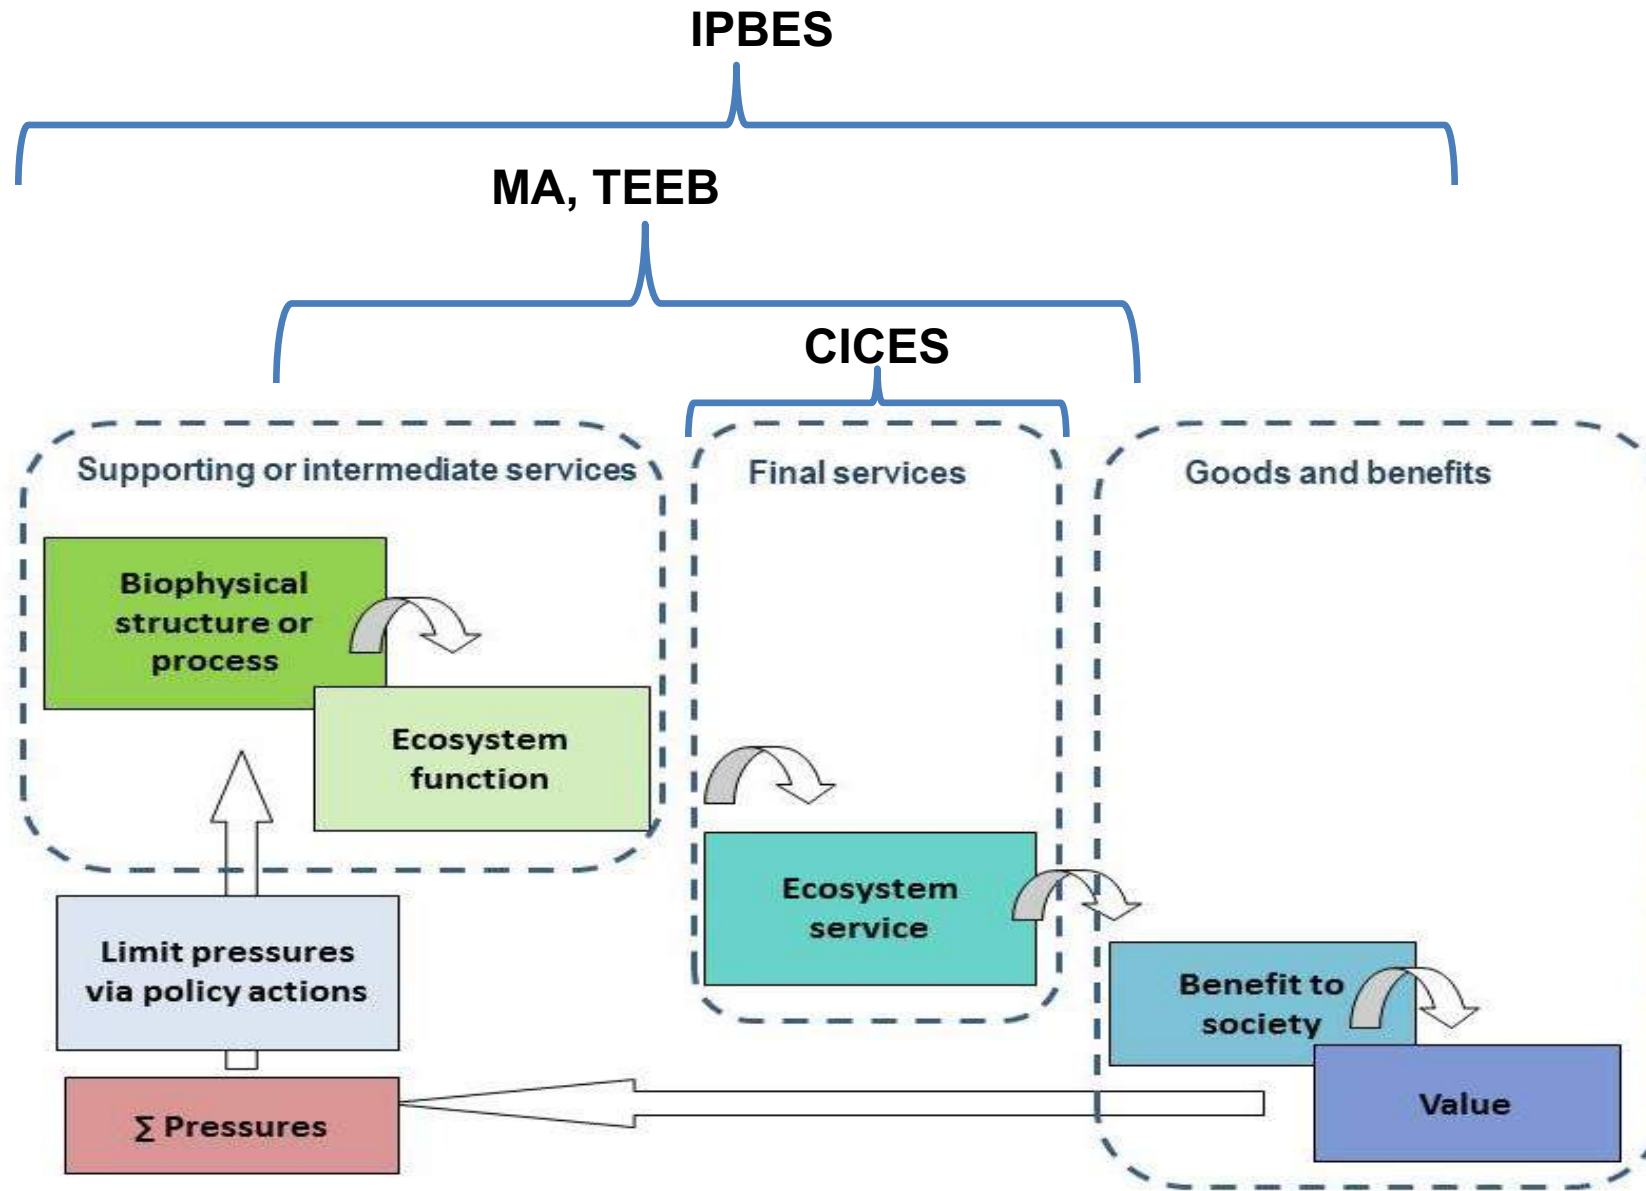 IPBES
MA, TEEB
CICES
Supporting or intermediate services
Final services
Goods and benefits
Biophysical
structure or
process
Ecosystem
function
Ecosystem
service
Limit pressures
via policy actions
Benefit to
society
Value
∑ Pressures